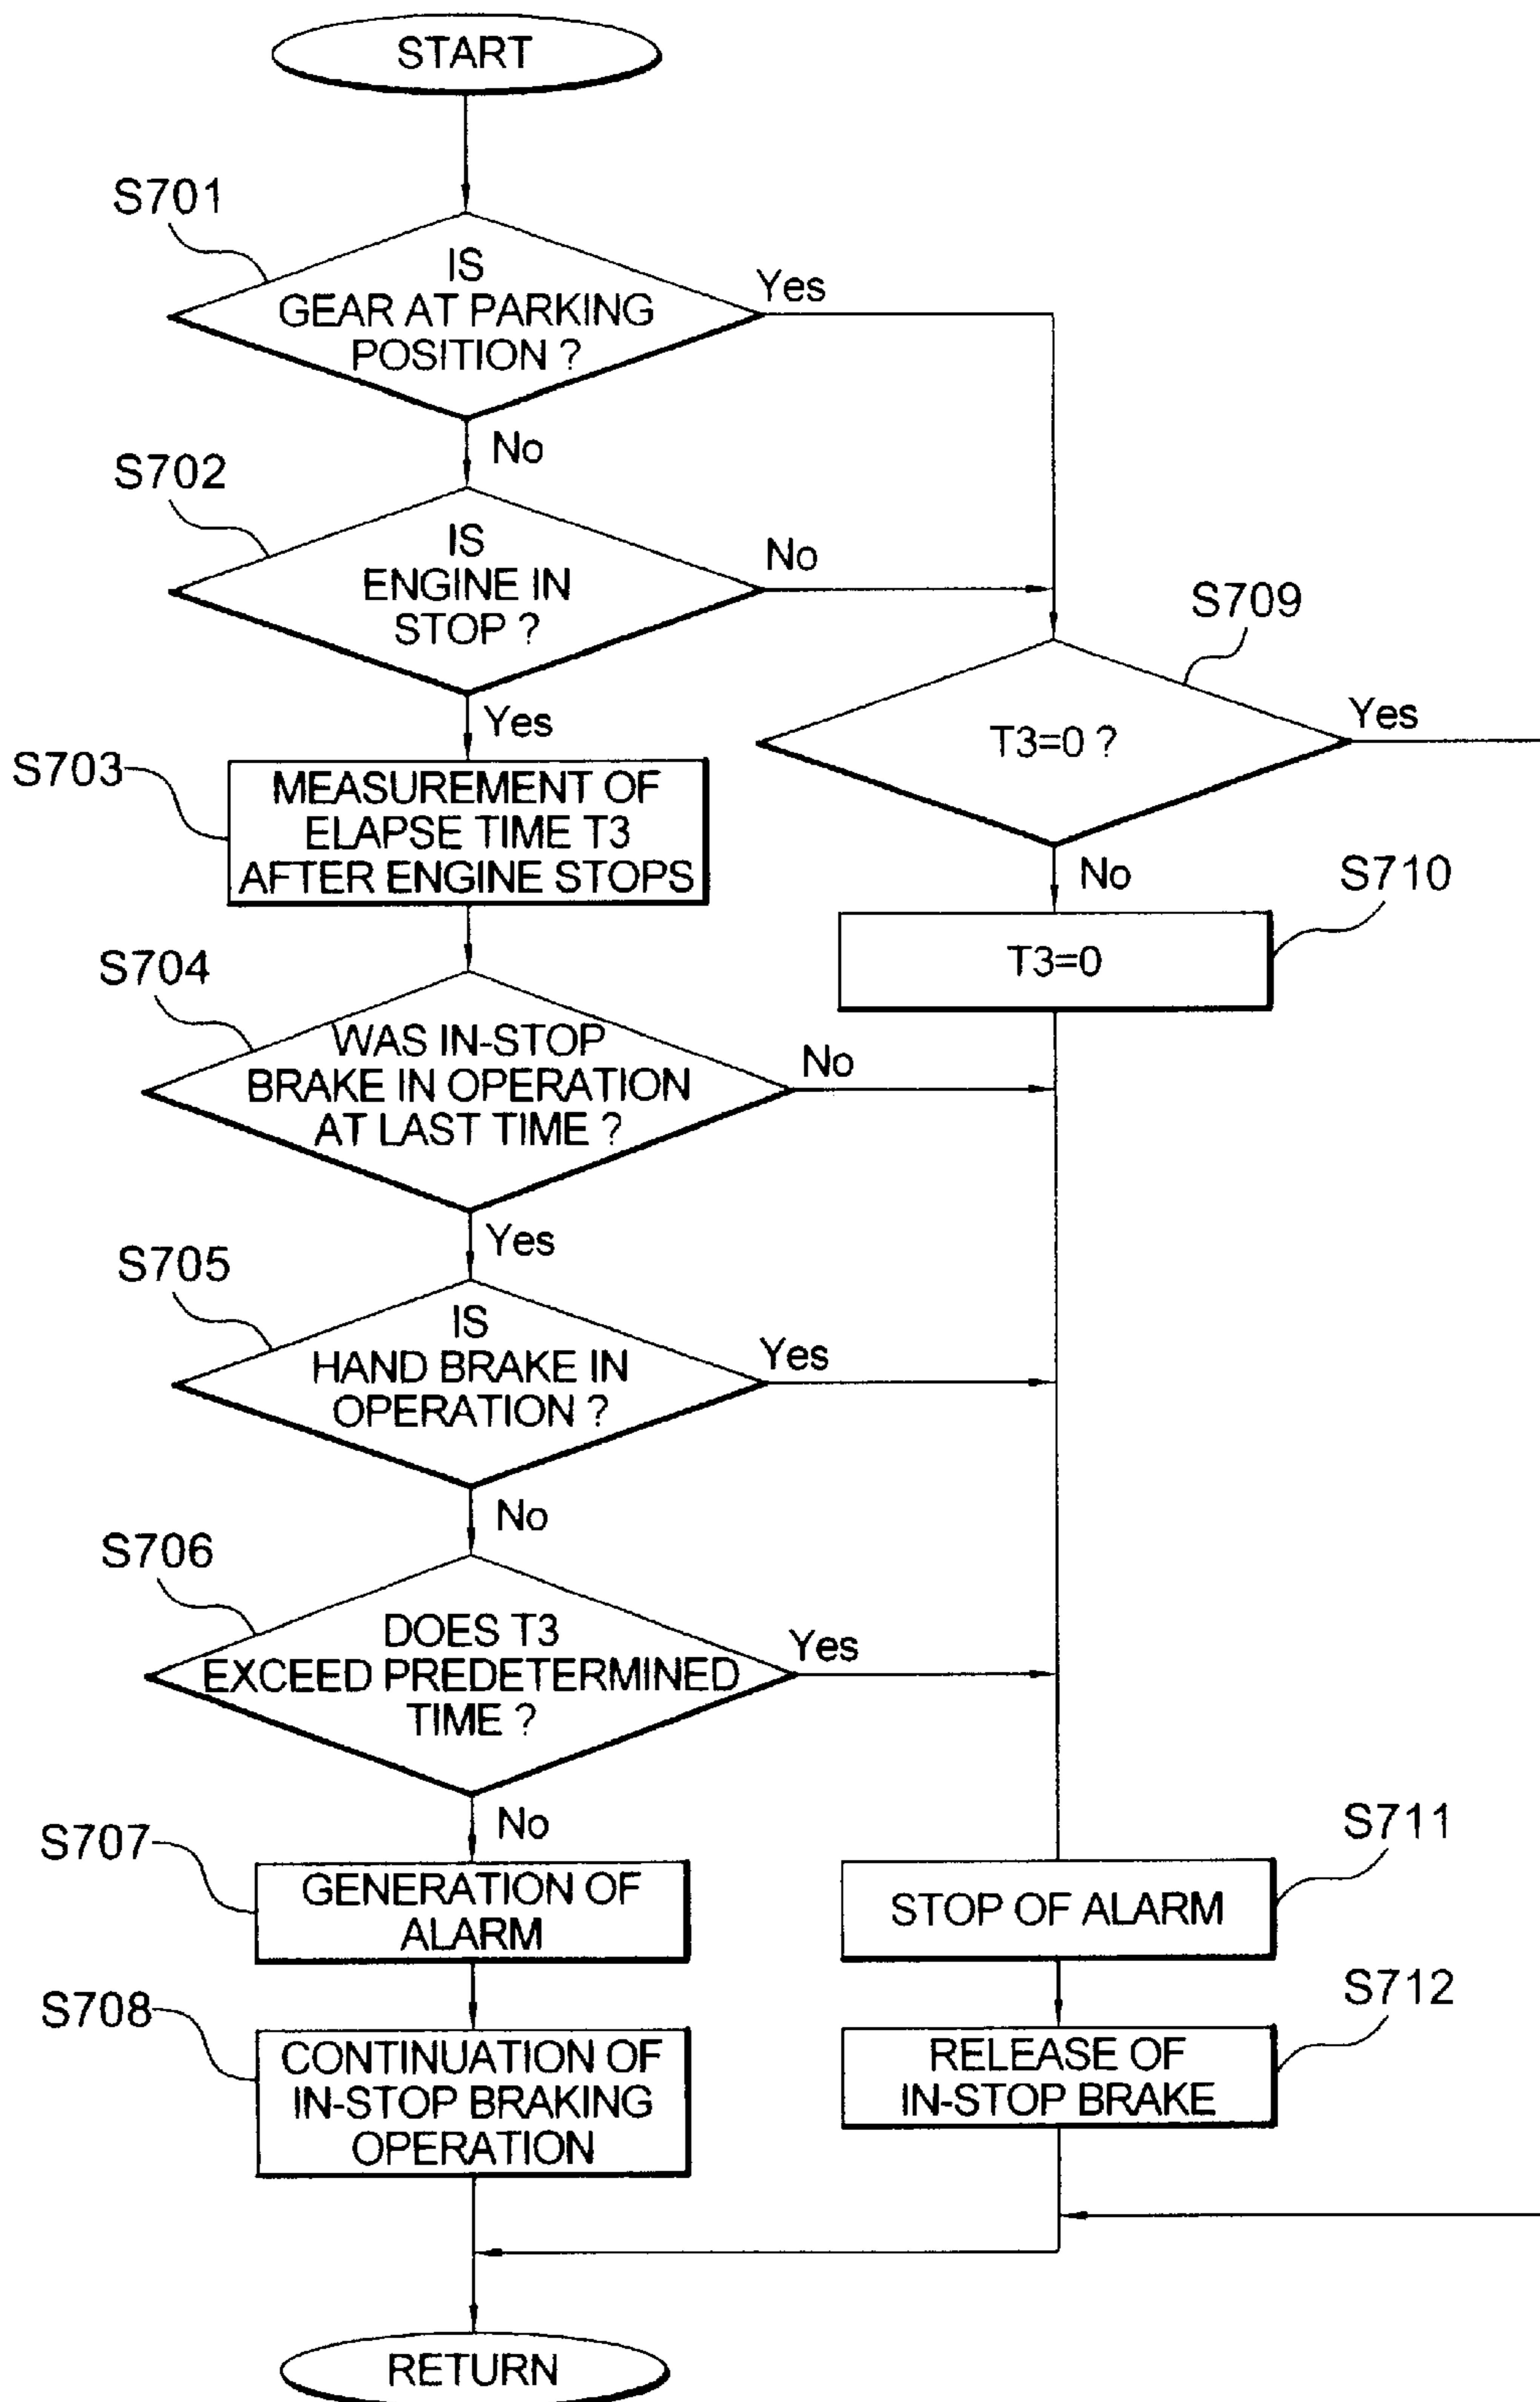 START
S701
IS
GEAR AT PARKING
POSITION ?
Yes
No
S702
IS
ENGINE IN
STOP ?
No
Yes
S709
T3=0 ?
Yes
No
S703
MEASUREMENT OF
ELAPSE TIME T3
AFTER ENGINE STOPS
S710
T3=0
S704
WAS IN-STOP
BRAKE IN OPERATION
AT LAST TIME ?
No
Yes
S705
IS
HAND BRAKE IN
OPERATION ?
Yes
No
S706
DOES T3
EXCEED PREDETERMINED
TIME ?
Yes
No
S707
GENERATION OF
ALARM
S711
STOP OF ALARM
S708
CONTINUATION OF
IN-STOP BRAKING
OPERATION
S712
RELEASE OF
IN-STOP BRAKE
RETURN